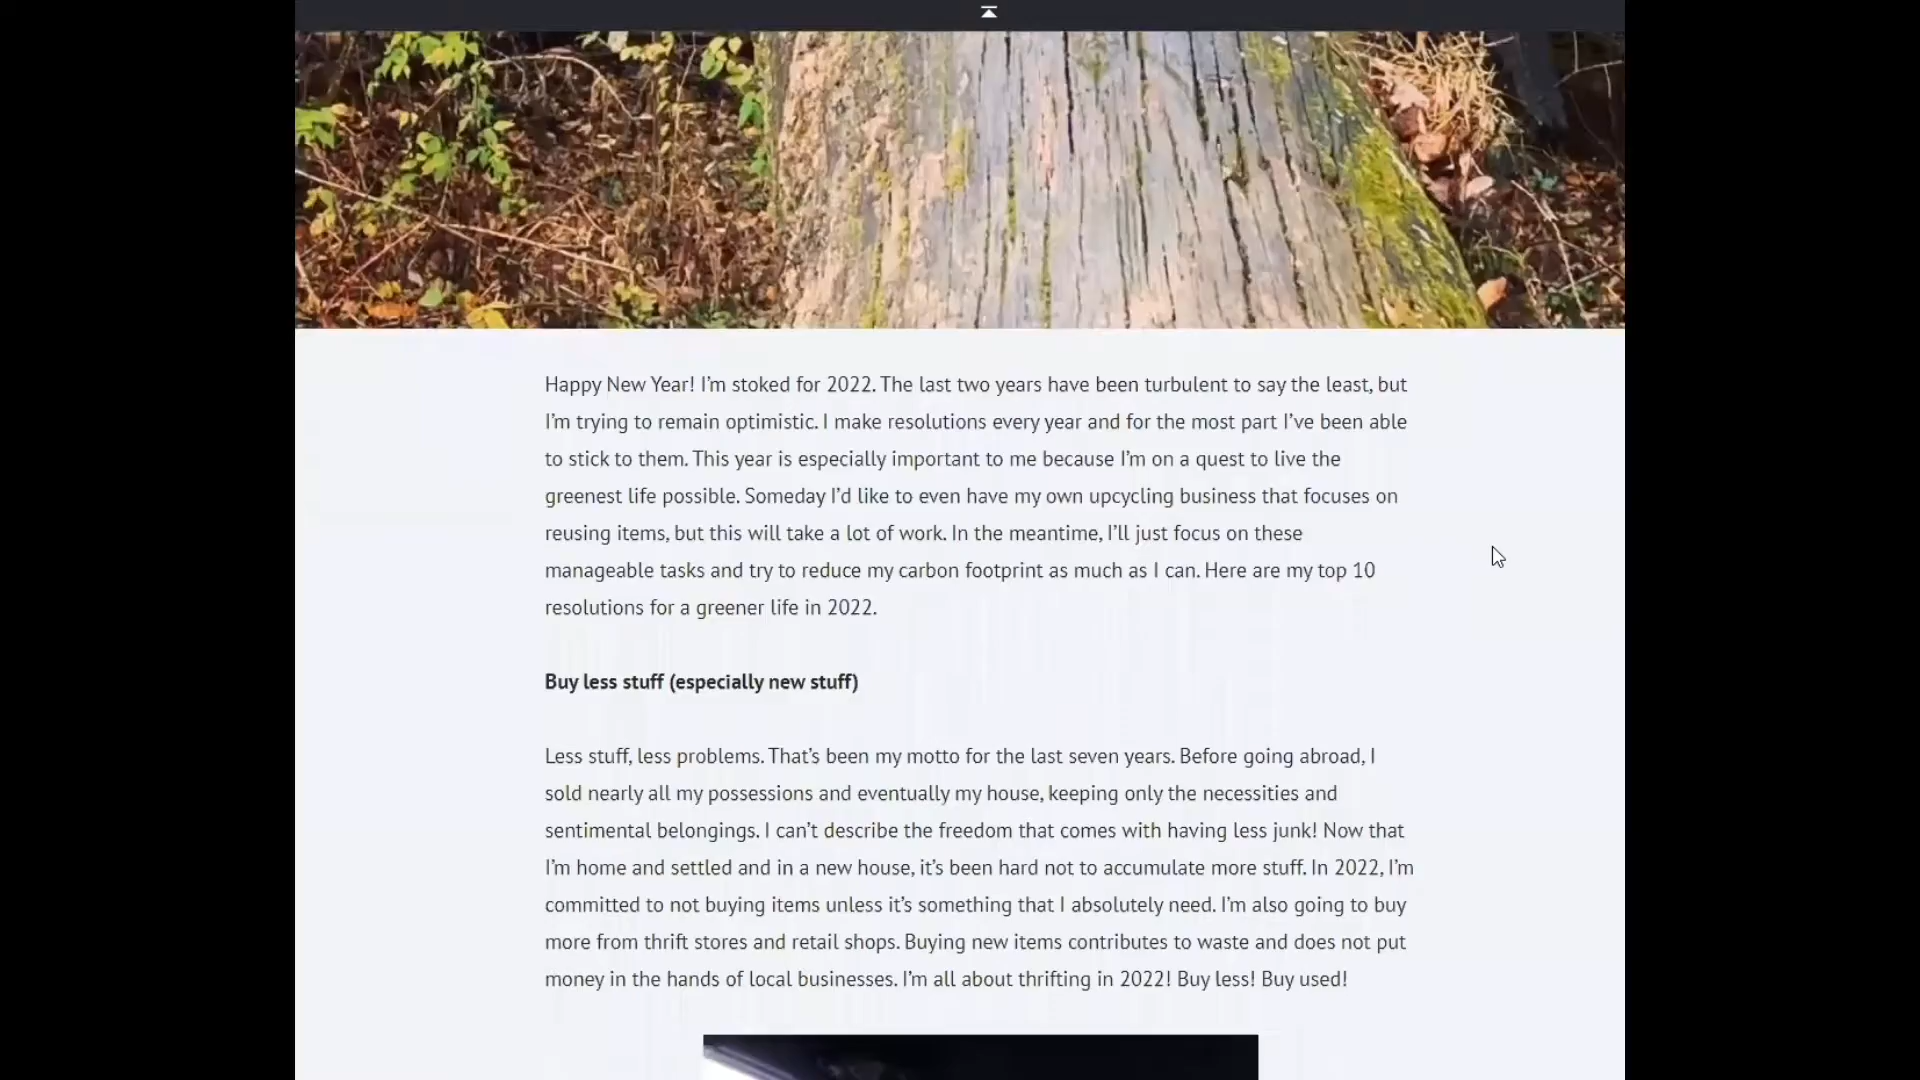 Happy New Year! I’m stoked for 2022. The last two years have been turbulent to say the least, but
I’m trying to remain optimistic. I make resolutions every year and for the most part I’ve been able
to stick to them. This year is especially important to me because I’m on a quest to live the
greenest life possible. Someday I’d like to even have my own upcycling business that focuses on
reusing items, but this will take a lot of work. In the meantime, I’ll just focus on these
manageable tasks and try to reduce my carbon footprint as much as I can. Here are my top 10
resolutions for a greener life in 2022.
Buy less stuff (especially new stuff)
Less stuff, less problems. That’s been my motto for the last seven years. Before going abroad, I
sold nearly all my possessions and eventually my house, keeping only the necessities and
sentimental belongings. I can’t describe the freedom that comes with having less junk! Now that
I’m home and settled and in a new house, it’s been hard not to accumulate more stuff. In 2022, I’m
committed to not buying items unless it’s something that I absolutely need. I’m also going to buy
more from thrift stores and retail shops. Buying new items contributes to waste and does not put
money in the hands of local businesses. I’m all about thrifting in 2022! Buy less! Buy used!